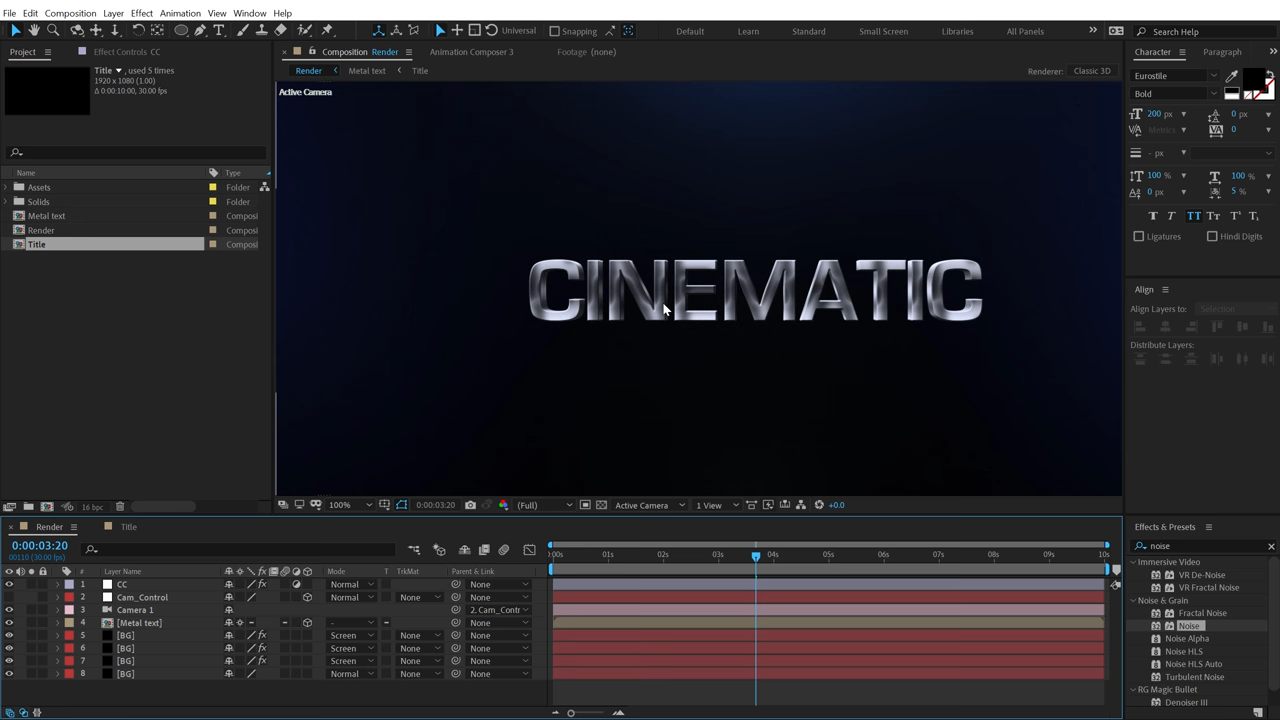 File Edit Composition Layer Effect Animation View Window Help
Universal Snapping Default Learn Standard Small Screen Libraries All Panels Search Help
Project Effect Controls CC
Title , used 5 times
1920 x 1080 (1.00)
Δ 0:00:10:00, 30.00 fps
Name Type
Assets Folder
Solids Folder
Metal text Composi
Render Composi
Title Composi
16 bpc
Composition Render Animation Composer 3 Footage (none)
Render Metal text Title Renderer: Classic 3D
Active Camera
CINEMATIC
100% 0:00:03:20 (Full) Active Camera 1 View +0.0
Character Paragraph
Eurostile
Bold
200 px 0 px
Metrics 0
- px
100 % 100 %
0 px 5 %
T T TT Tt T¹ T₁
Ligatures Hindi Digits
Align
Align Layers to: Selection
Distribute Layers:
Render Title
0:00:03:20
00110 (30.00 fps)
# Layer Name Mode T TrkMat Parent & Link
1 CC Normal None
2 Cam_Control Normal None None
3 Camera 1 2. Cam_Contr
4 [Metal text] - None
5 [BG] Screen None None
6 [BG] Screen None None
7 [BG] Screen None None
8 [BG] Normal None None
:00s 01s 02s 03s 04s 05s 06s 07s 08s 09s 10s
Effects & Presets
noise
Immersive Video
VR De-Noise
VR Fractal Noise
Noise & Grain
Fractal Noise
Noise
Noise Alpha
Noise HLS
Noise HLS Auto
Turbulent Noise
RG Magic Bullet
Denoiser III